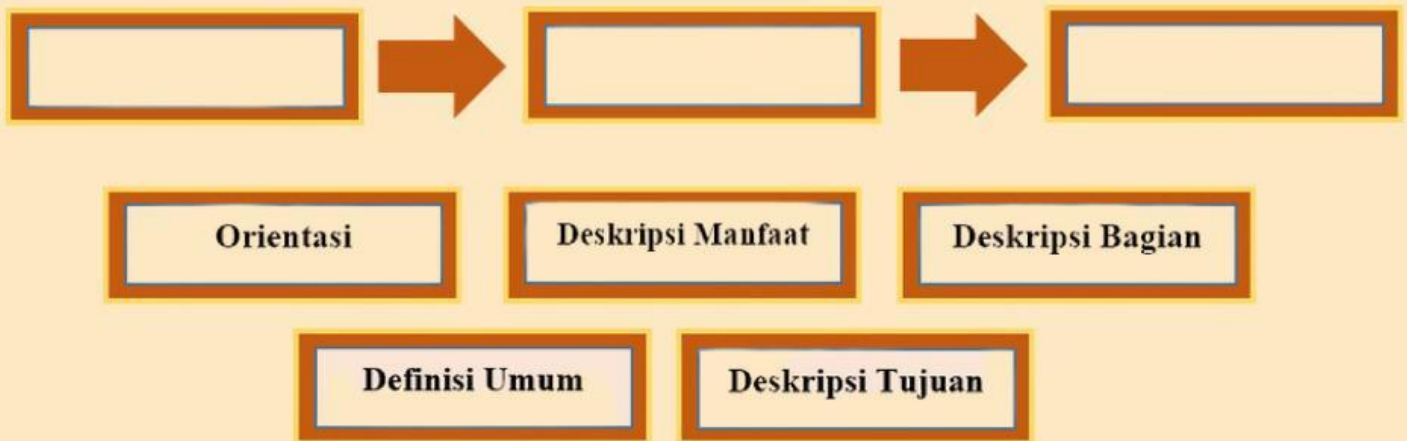 Orientasi
Deskripsi Manfaat
Deskripsi Bagian
Definisi Umum
Deskripsi Tujuan